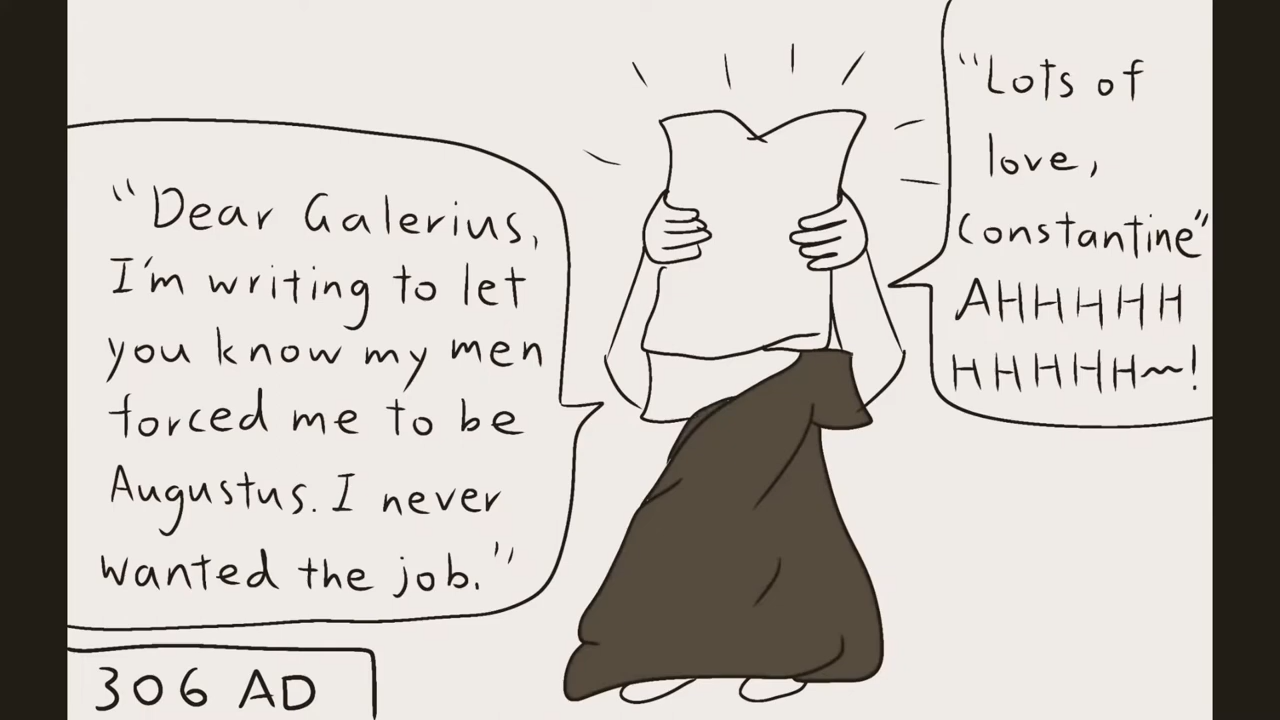 "Dear Galerius,
I'm writing to let
you know my men
forced me to be
Augustus. I never
wanted the job."
"Lots of
love,
Constantine"
AHHHHH
HHHHH~!
306 AD